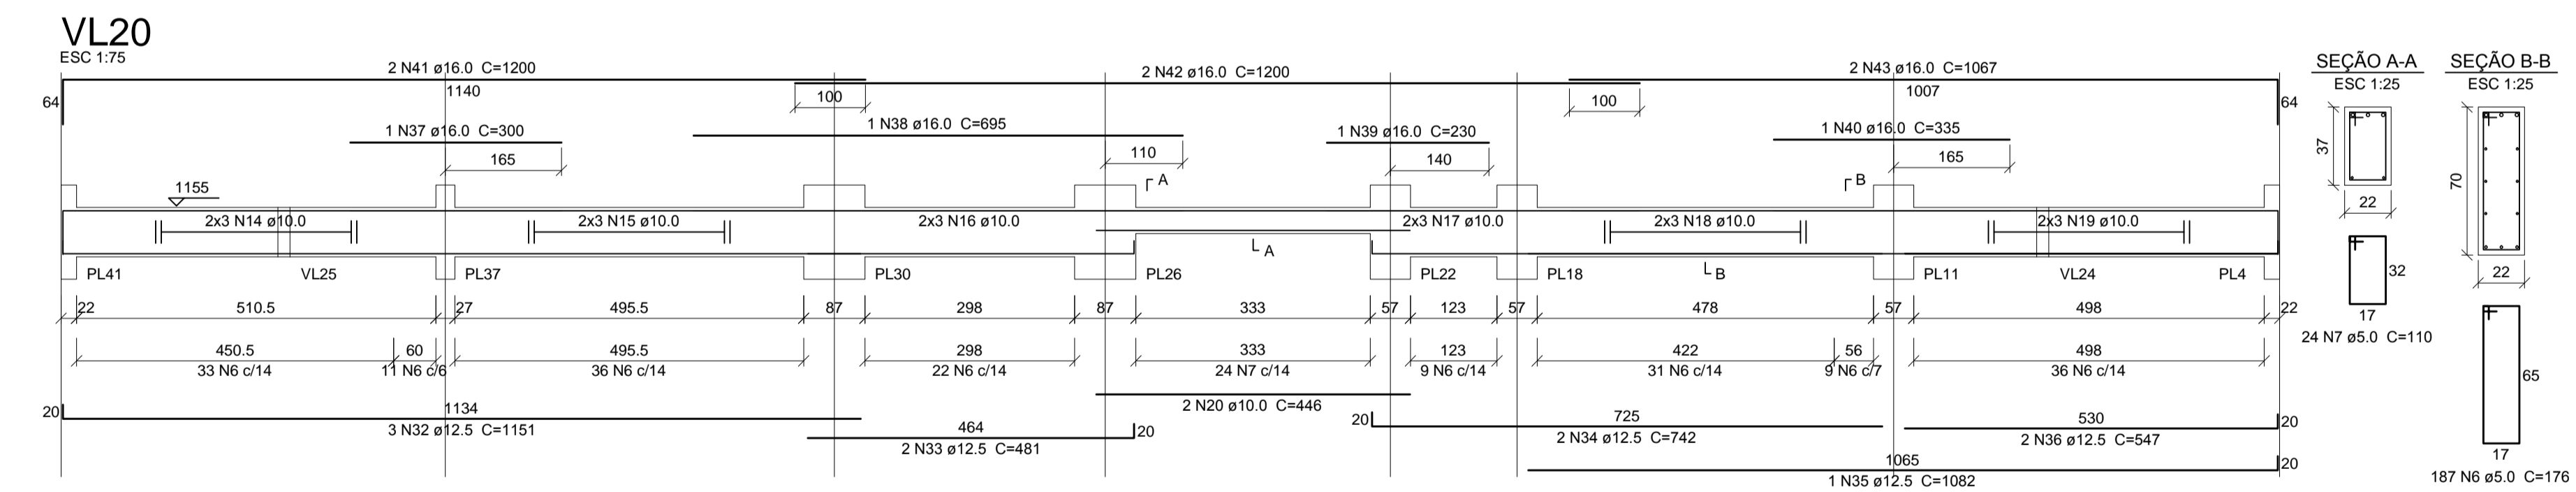 VL20
ESC 1:75
2 N41 ø16.0 C=1200
1140
64
100
2 N42 ø16.0 C=1200
100
2 N43 ø16.0 C=1067
1007
64
1 N37 ø16.0 C=300
165
1 N38 ø16.0 C=695
110
1 N39 ø16.0 C=230
140
1 N40 ø16.0 C=335
165
A
B
1155
2x3 N14 ø10.0
2x3 N15 ø10.0
2x3 N16 ø10.0
2x3 N17 ø10.0
2x3 N18 ø10.0
2x3 N19 ø10.0
A
B
PL41
VL25
PL37
PL30
PL26
PL22
PL18
PL11
VL24
PL4
22
510.5
27
495.5
87
298
87
333
57
123
57
478
57
498
22
450.5
60
495.5
298
333
123
422
56
498
33 N6 c/14
11 N6 c/6
36 N6 c/14
22 N6 c/14
24 N7 c/14
9 N6 c/14
31 N6 c/14
9 N6 c/7
36 N6 c/14
20
1134
3 N32 ø12.5 C=1151
464
20
2 N33 ø12.5 C=481
2 N20 ø10.0 C=446
20
725
2 N34 ø12.5 C=742
530
20
2 N36 ø12.5 C=547
1065
20
1 N35 ø12.5 C=1082
SEÇÃO A-A
ESC 1:25
37
22
32
17
24 N7 ø5.0 C=110
SEÇÃO B-B
ESC 1:25
70
22
65
17
187 N6 ø5.0 C=176